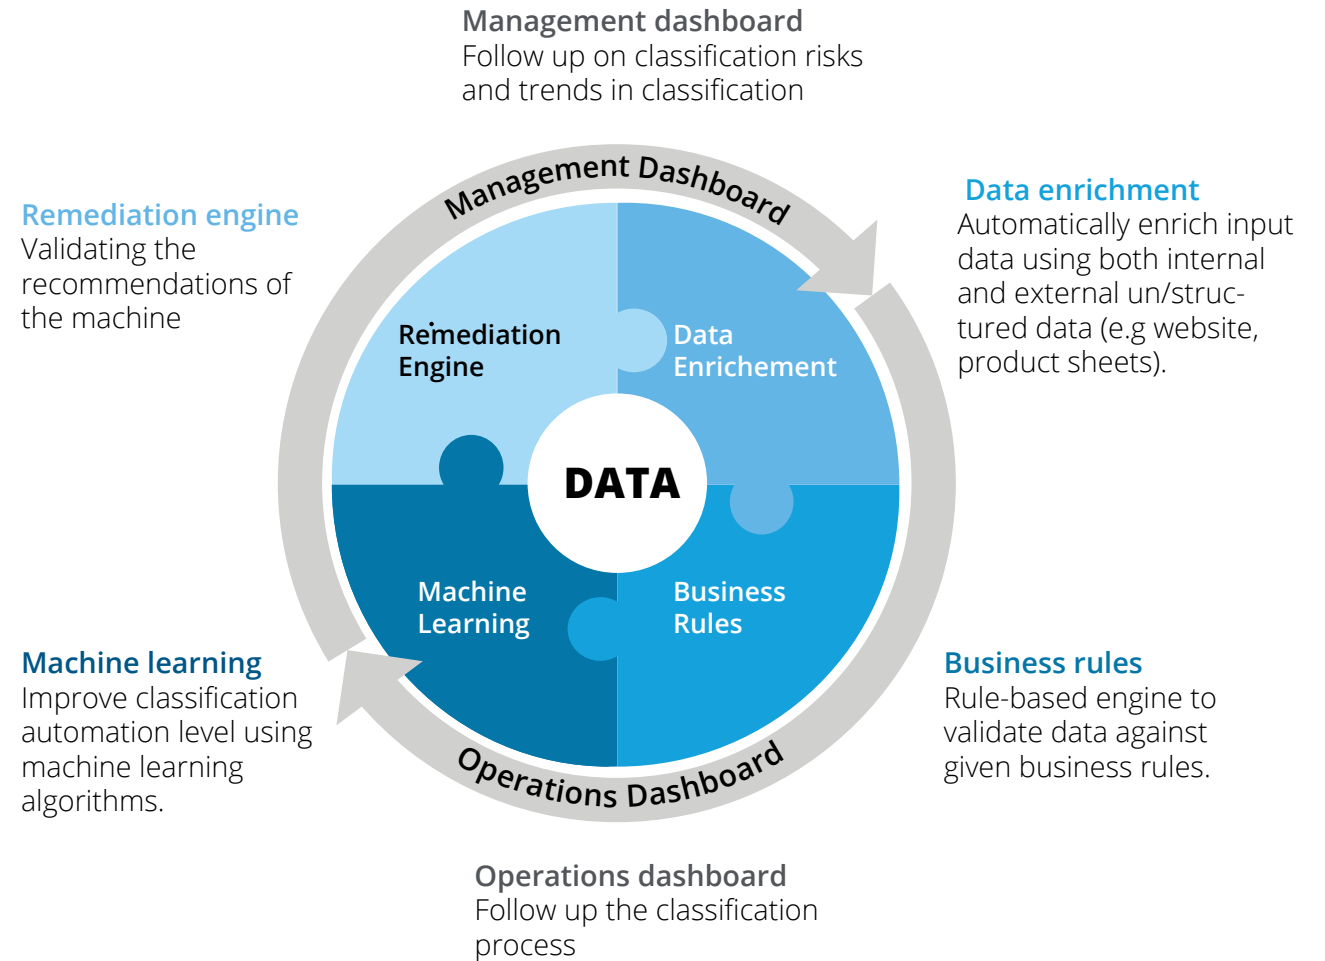 Management dashboard
Follow up on classification risks
and trends in classification
Management Dashboard
Remediation engine
Validating the
recommendations of
the machine
Data enrichment
Automatically enrich input
data using both internal
and external un/struc-
tured data (e.g website,
product sheets).
Remediation
Engine
Data
Enrichement
DATA
Machine
Learning
Business
Rules
Machine learning
Improve classification
automation level using
machine learning
algorithms.
Business rules
Rule-based engine to
validate data against
given business rules.
Operations Dashboard
Operations dashboard
Follow up the classification
process